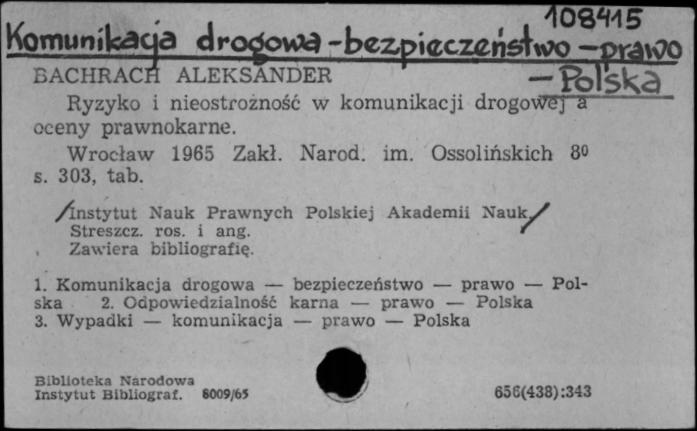 108415
Komunikacja drogowa - bezpieczeństwo - prawo
- Polska
BACHRACH ALEKSANDER
Ryzyko i nieostrożność w komunikacji drogowej a
oceny prawnokarne.
Wrocław 1965 Zakł. Narod. im. Ossolińskich 8⁰
s. 303, tab.
/Instytut Nauk Prawnych Polskiej Akademii Nauk/
Streszcz. ros. i ang.
Zawiera bibliografię.
1. Komunikacja drogowa — bezpieczeństwo — prawo — Pol-
ska 2. Odpowiedzialność karna — prawo — Polska
3. Wypadki — komunikacja — prawo — Polska
Biblioteka Narodowa
Instytut Bibliograf. 8009/65 656(438):343